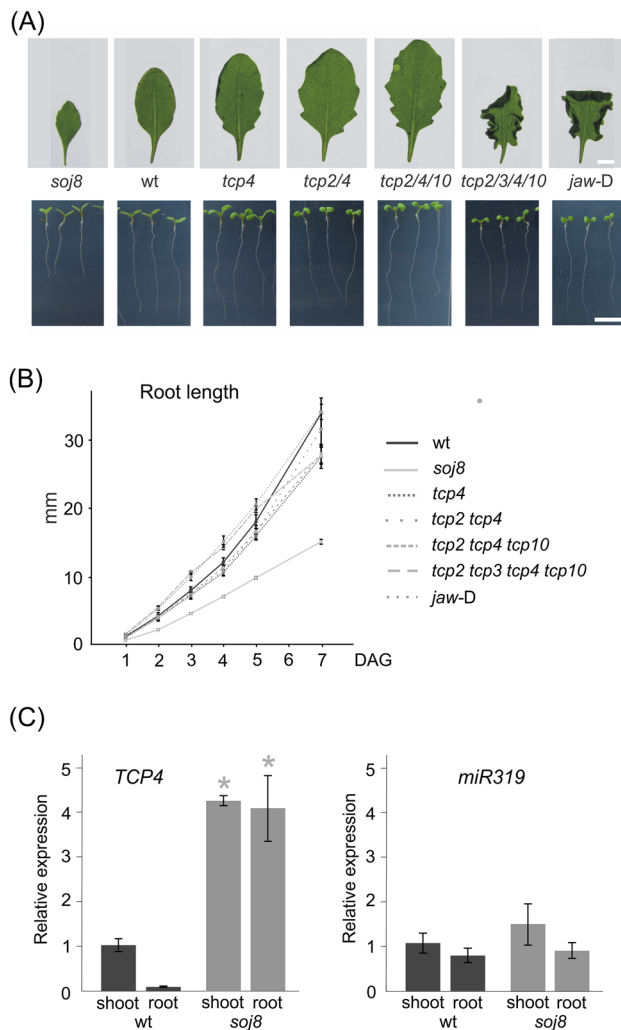 (A)
soj8 wt tcp4 tcp2/4 tcp2/4/10 tcp2/3/4/10 jaw-D
(B)
Root length
mm
30
20
10
0
1 2 3 4 5 6 7 DAG
wt
soj8
tcp4
tcp2 tcp4
tcp2 tcp4 tcp10
tcp2 tcp3 tcp4 tcp10
jaw-D
(C)
TCP4
Relative expression
5
4
3
2
1
0
* *
shoot root shoot root
wt soj8
miR319
Relative expression
5
4
3
2
1
0
shoot root shoot root
wt soj8